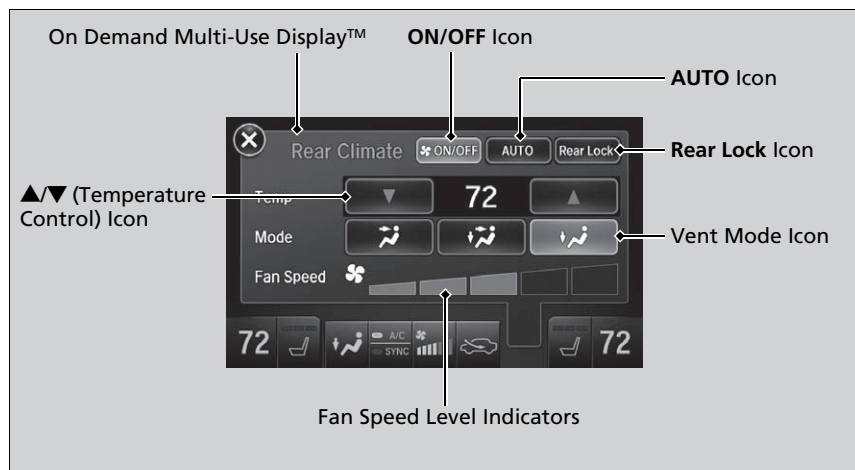 On Demand Multi-Use Display™
ON/OFF Icon
AUTO Icon
Rear Climate
ON/OFF
AUTO
Rear Lock
Rear Lock Icon
▲/▼ (Temperature
Control) Icon
Temp
▼
72
▲
Mode
Vent Mode Icon
Fan Speed
72
A/C
SYNC
72
Fan Speed Level Indicators